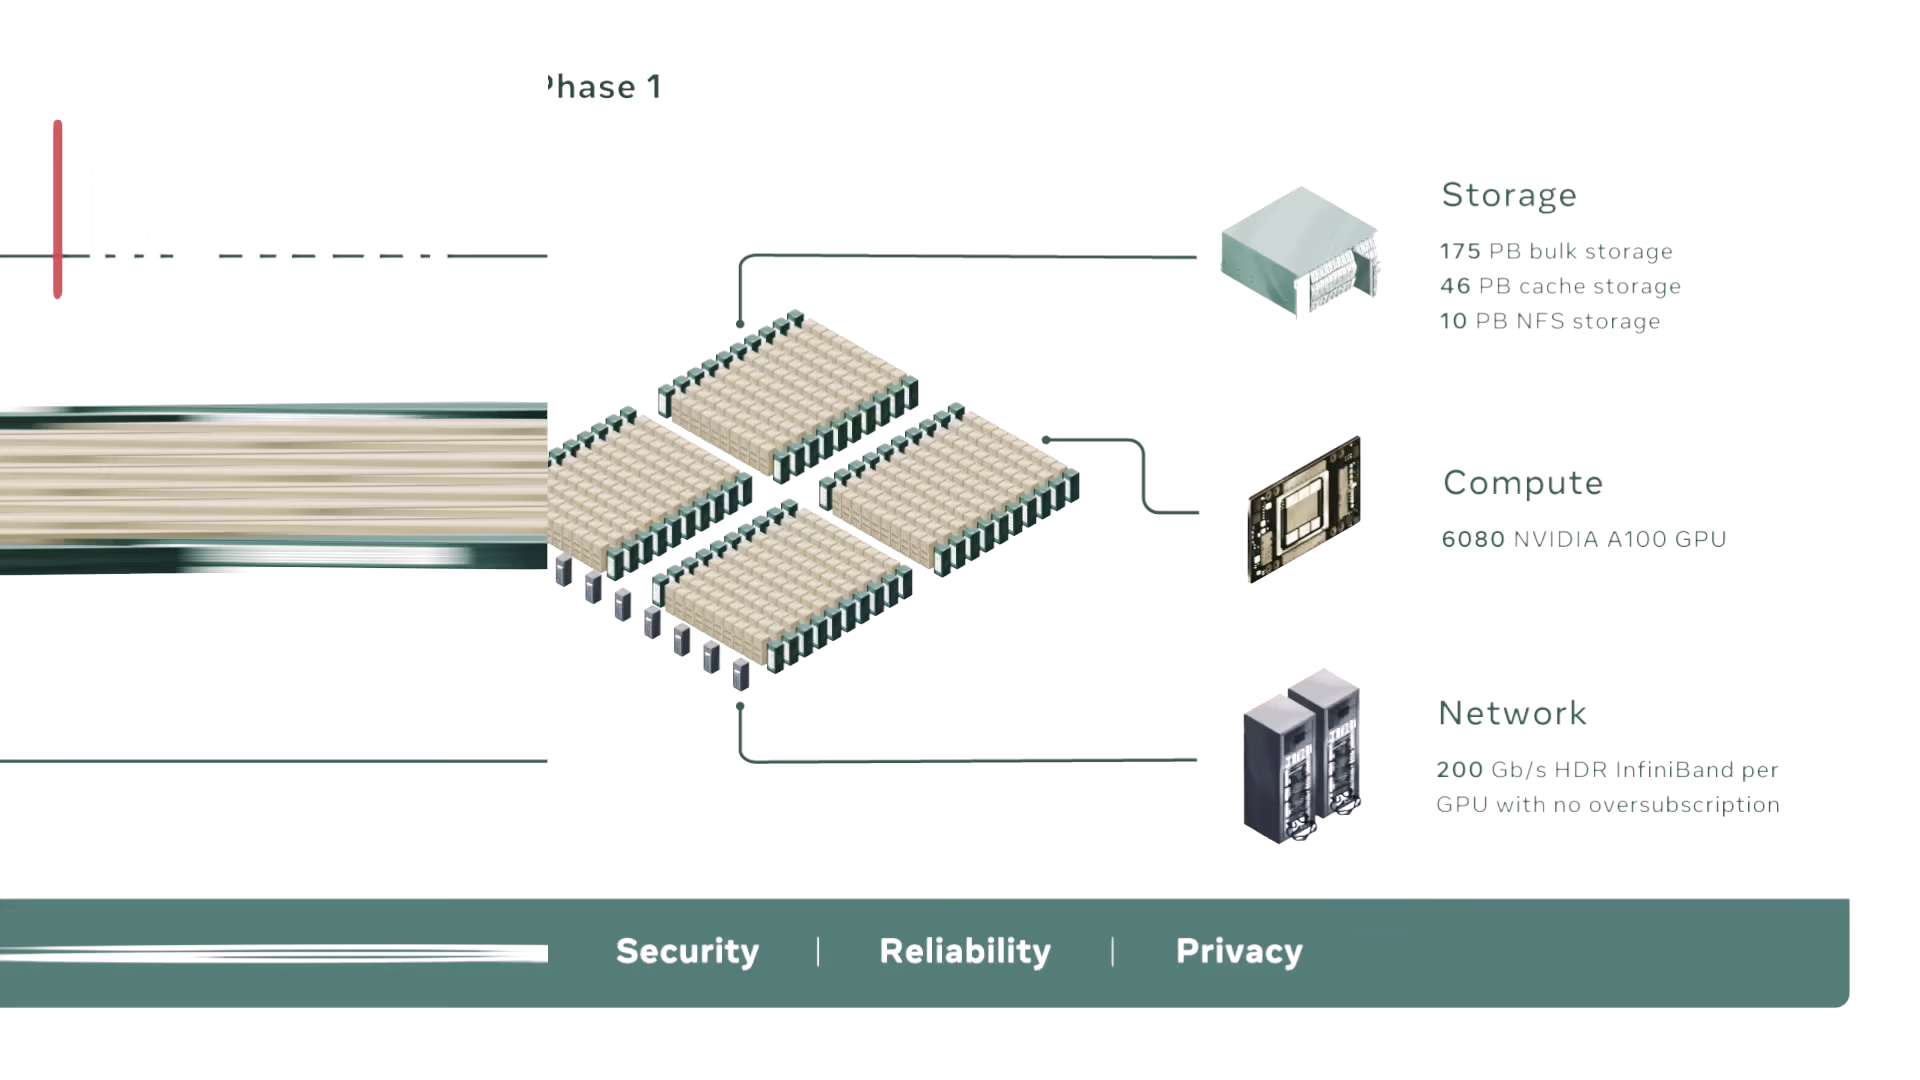 Phase 1
Storage
175 PB bulk storage
46 PB cache storage
10 PB NFS storage
Compute
6080 NVIDIA A100 GPU
Network
200 Gb/s HDR InfiniBand per
GPU with no oversubscription
Security | Reliability | Privacy